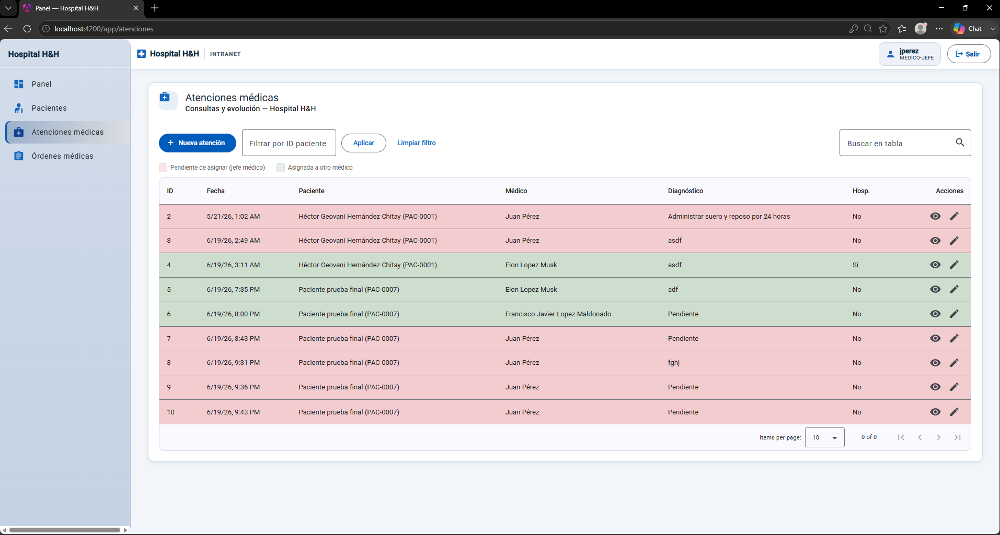 Panel — Hospital H&H
localhost:4200/app/atenciones
Chat
Hospital H&H
Panel
Pacientes
Atenciones médicas
Órdenes médicas
Hospital H&H INTRANET
jperez
MEDICO-JEFE
Salir
Atenciones médicas
Consultas y evolución — Hospital H&H
+ Nueva atención
Filtrar por ID paciente
Aplicar
Limpiar filtro
Buscar en tabla
Pendiente de asignar (jefe médico)
Asignada a otro médico
ID Fecha Paciente Médico Diagnóstico Hosp. Acciones
2 5/21/26, 1:02 AM Héctor Geovani Hernández Chitay (PAC-0001) Juan Pérez Administrar suero y reposo por 24 horas No
3 6/19/26, 2:49 AM Héctor Geovani Hernández Chitay (PAC-0001) Juan Pérez asdf No
4 6/19/26, 3:11 AM Héctor Geovani Hernández Chitay (PAC-0001) Elon Lopez Musk asdf Sí
5 6/19/26, 7:35 PM Paciente prueba final (PAC-0007) Elon Lopez Musk adf No
6 6/19/26, 8:00 PM Paciente prueba final (PAC-0007) Francisco Javier Lopez Maldonado Pendiente No
7 6/19/26, 8:43 PM Paciente prueba final (PAC-0007) Juan Pérez Pendiente No
8 6/19/26, 9:31 PM Paciente prueba final (PAC-0007) Juan Pérez fghj No
9 6/19/26, 9:36 PM Paciente prueba final (PAC-0007) Juan Pérez Pendiente No
10 6/19/26, 9:43 PM Paciente prueba final (PAC-0007) Juan Pérez Pendiente No
Items per page: 10 0 of 0